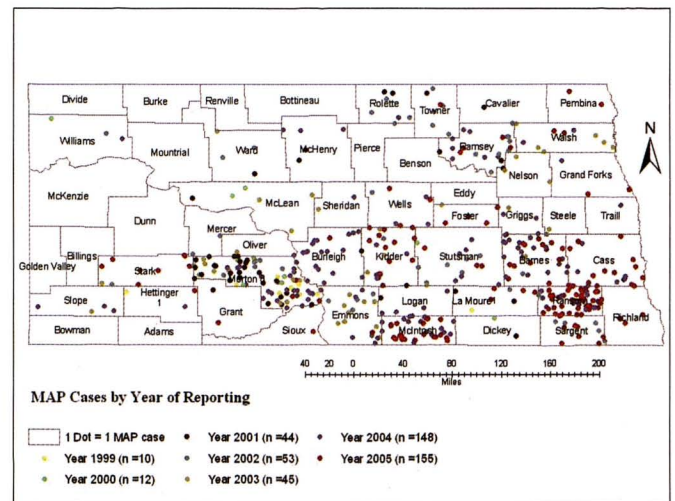 Divide Burke Renville Bottineau Rolette Towner Cavalier Pembina
Williams Mountrial Ward McHenry Pierce Benson Ramsey Walsh
N
McKenzie Nelson Grand Forks
Dunn McLean Sheridan Wells Eddy
Mercer Foster Griggs Steele Traill
Oliver
Billings Burleigh Kidder Stutsman Barnes Cass
Golden Valley Stark Morton
Slope Hettinger Logan La Moure Ransom
1
Grant Emmons Richland
Bowman Adams Sioux McIntosh Dickey Sargent
40 20 0 40 80 120 160 200
Miles
MAP Cases by Year of Reporting
1 Dot = 1 MAP case Year 2001 (n =44) Year 2004 (n =148)
Year 1999 (n =10) Year 2002 (n =53) Year 2005 (n =155)
Year 2000 (n =12) Year 2003 (n =45)